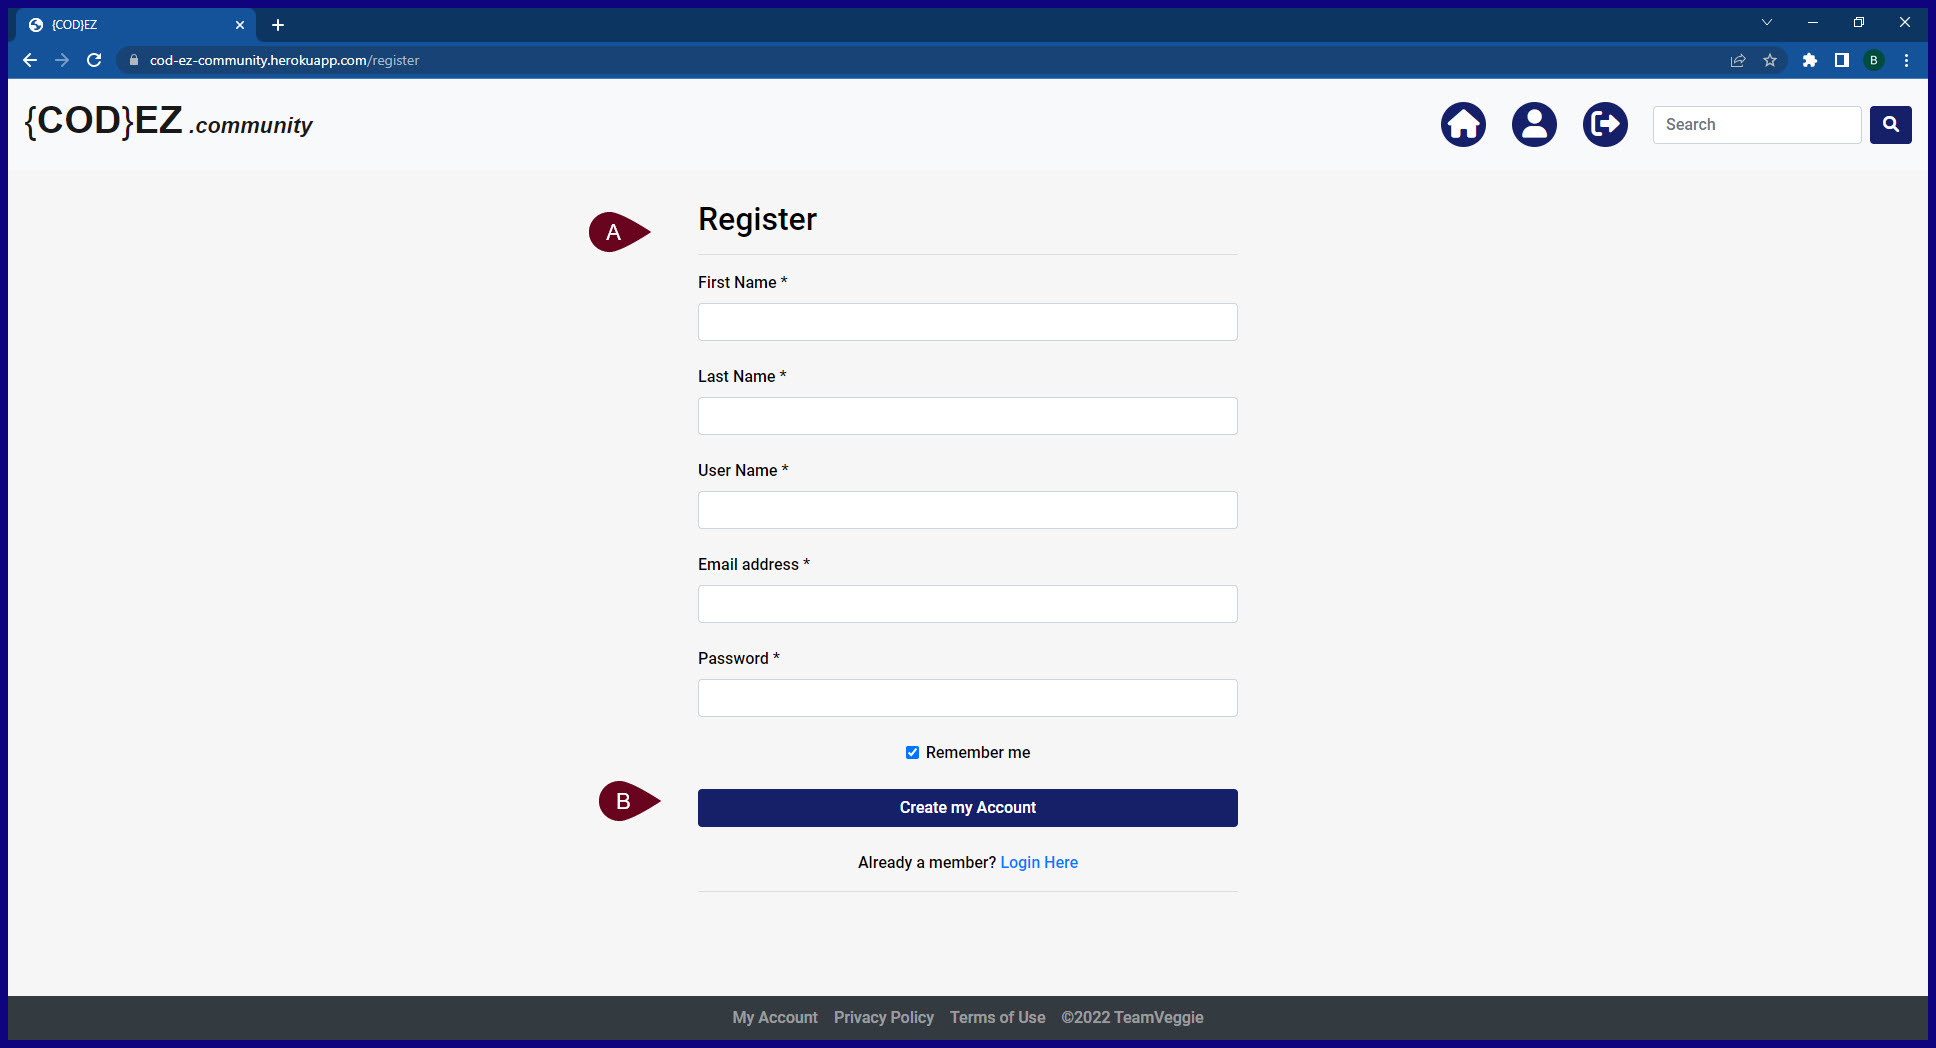 {COD}EZ
cod-ez-community.herokuapp.com/register
B
{COD}EZ .community
Search
A
Register
First Name *
Last Name *
User Name *
Email address *
Password *
Remember me
B
Create my Account
Already a member? Login Here
My Account Privacy Policy Terms of Use ©2022 TeamVeggie